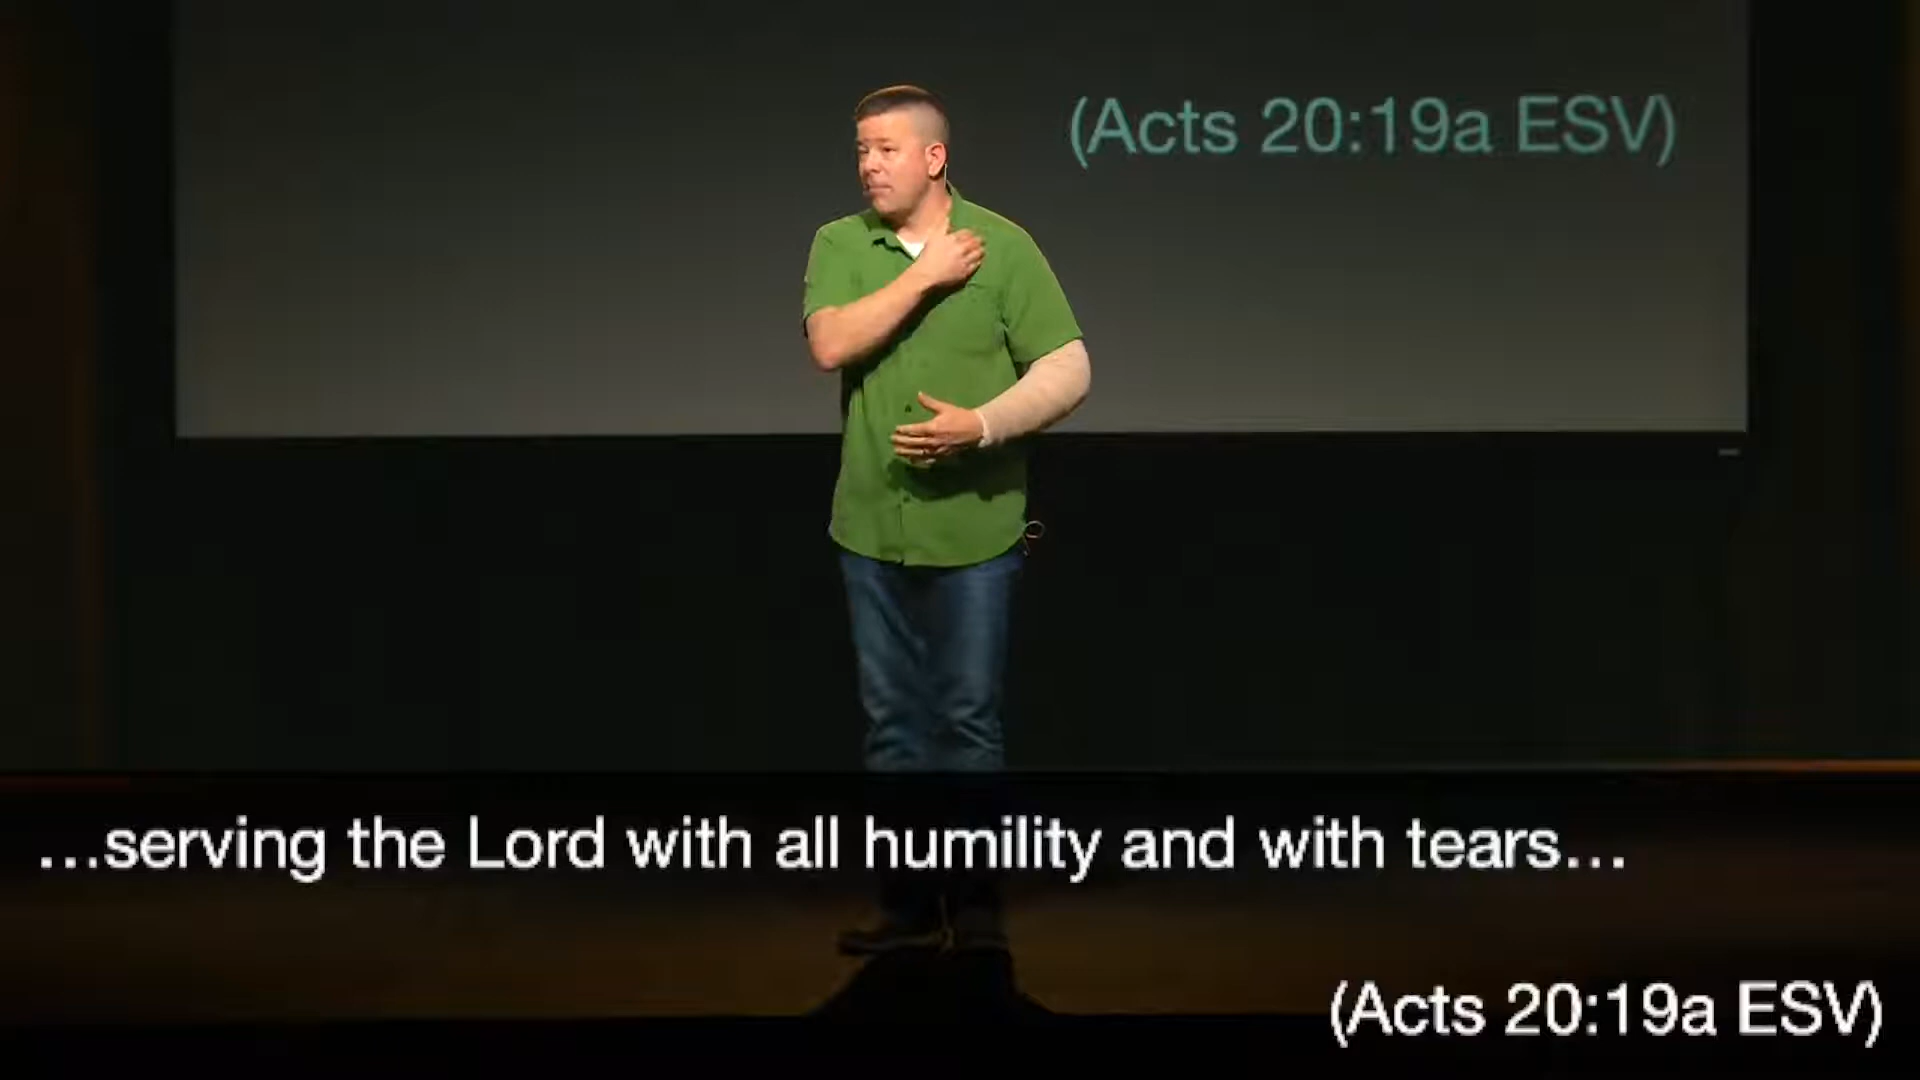 (Acts 20:19a ESV)
...serving the Lord with all humility and with tears...
(Acts 20:19a ESV)